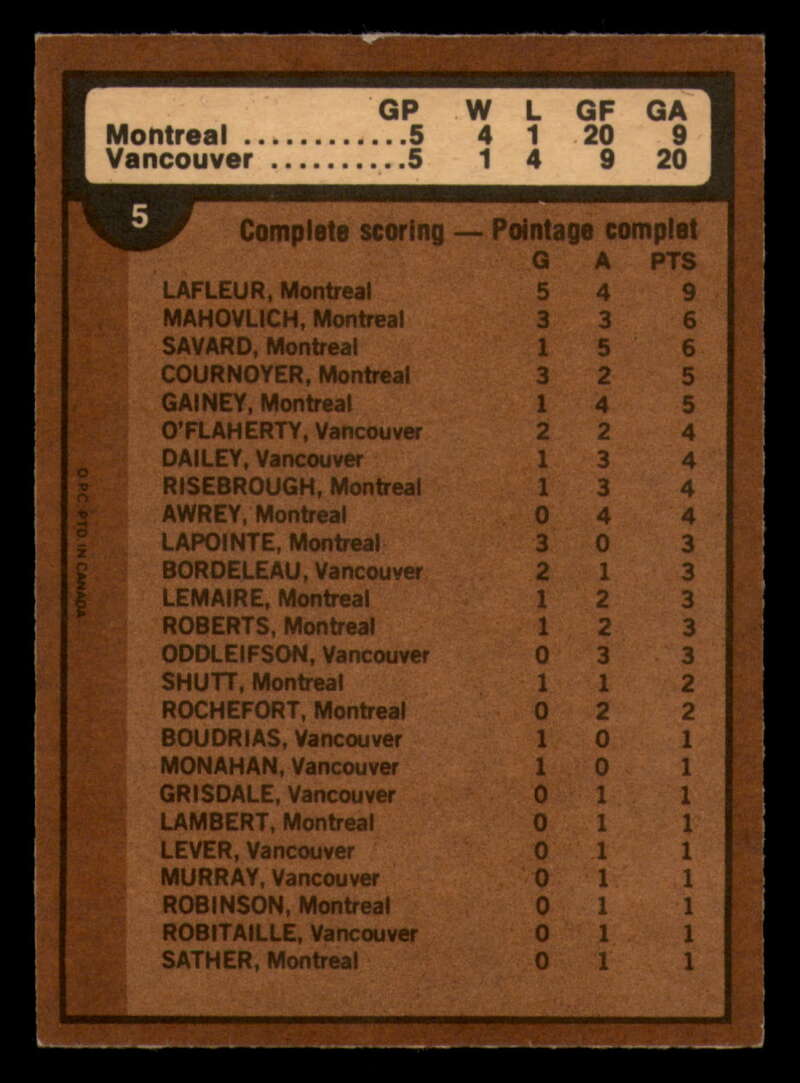 GP W L GF GA
Montreal ............5 4 1 20 9
Vancouver ..........5 1 4 9 20
5
Complete scoring — Pointage complet
G A PTS
LAFLEUR, Montreal 5 4 9
MAHOVLICH, Montreal 3 3 6
SAVARD, Montreal 1 5 6
COURNOYER, Montreal 3 2 5
GAINEY, Montreal 1 4 5
O'FLAHERTY, Vancouver 2 2 4
DAILEY, Vancouver 1 3 4
RISEBROUGH, Montreal 1 3 4
AWREY, Montreal 0 4 4
LAPOINTE, Montreal 3 0 3
BORDELEAU, Vancouver 2 1 3
LEMAIRE, Montreal 1 2 3
ROBERTS, Montreal 1 2 3
ODDLEIFSON, Vancouver 0 3 3
SHUTT, Montreal 1 1 2
ROCHEFORT, Montreal 0 2 2
BOUDRIAS, Vancouver 1 0 1
MONAHAN, Vancouver 1 0 1
GRISDALE, Vancouver 0 1 1
LAMBERT, Montreal 0 1 1
LEVER, Vancouver 0 1 1
MURRAY, Vancouver 0 1 1
ROBINSON, Montreal 0 1 1
ROBITAILLE, Vancouver 0 1 1
SATHER, Montreal 0 1 1
O P C PTD IN CANADA